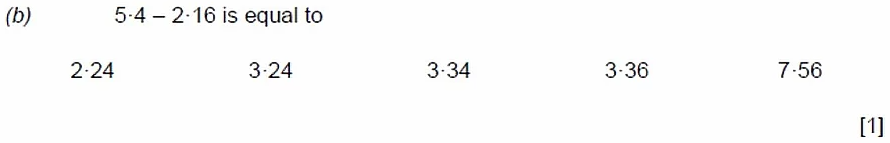 (b) 5·4 – 2·16 is equal to
2·24 3·24 3·34 3·36 7·56
[1]